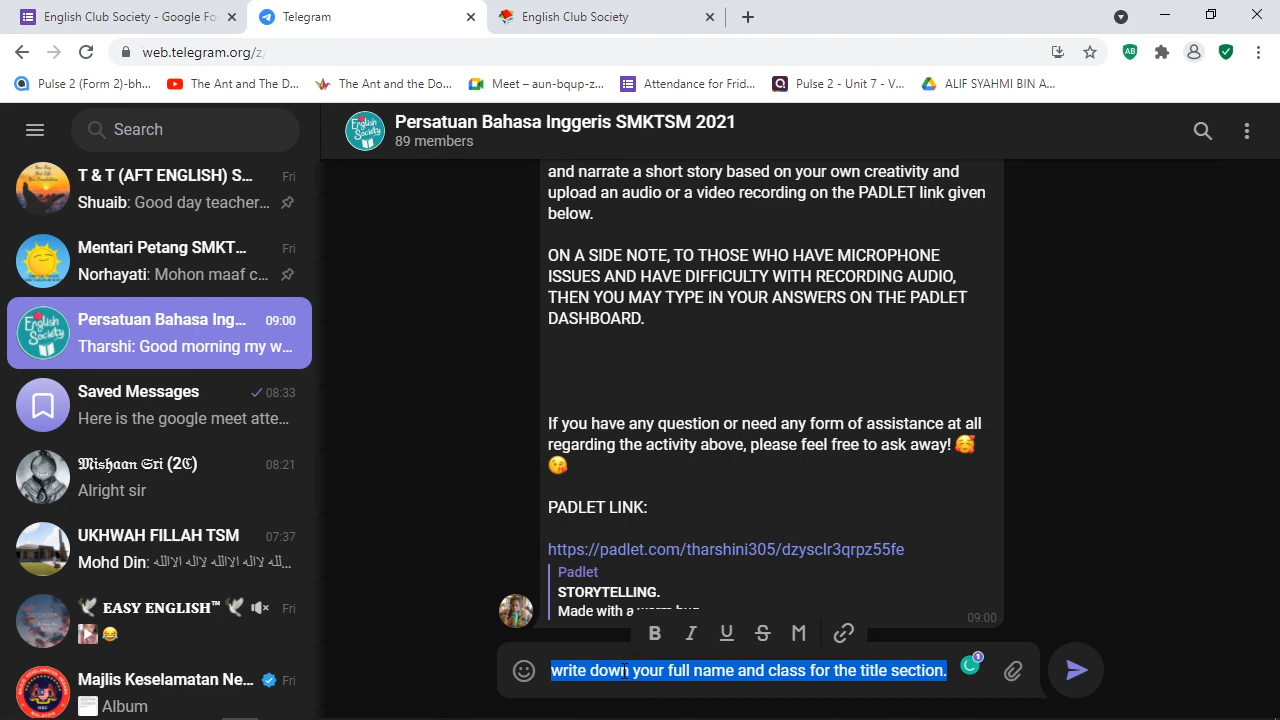 English Club Society - Google Fo
Telegram
English Club Society
web.telegram.org/z/
Pulse 2 (Form 2)-bh...
The Ant and The D...
The Ant and the Do...
Meet – aun-bqup-z...
Attendance for Frid...
Pulse 2 - Unit 7 - V...
ALIF SYAHMI BIN A...
Search
Persatuan Bahasa Inggeris SMKTSM 2021
89 members
T & T (AFT ENGLISH) S...
Fri
Shuaib: Good day teacher...
Mentari Petang SMKT...
Fri
Norhayati: Mohon maaf c...
Persatuan Bahasa Ing...
09:00
Tharshi: Good morning my w...
Saved Messages
08:33
Here is the google meet atte...
𝔐𝔦𝔰𝔥𝔞𝔞𝔫 𝔖𝔯𝔦 (2ℭ)
08:21
Alright sir
UKHWAH FILLAH TSM
07:37
Mohd Din:
🕊 EASY ENGLISH™ 🕊
Fri
😂
Majlis Keselamatan Ne...
Fri
Album
English Society
and narrate a short story based on your own creativity and
upload an audio or a video recording on the PADLET link given
below.
ON A SIDE NOTE, TO THOSE WHO HAVE MICROPHONE
ISSUES AND HAVE DIFFICULTY WITH RECORDING AUDIO,
THEN YOU MAY TYPE IN YOUR ANSWERS ON THE PADLET
DASHBOARD.
If you have any question or need any form of assistance at all
regarding the activity above, please feel free to ask away! 🥰
😘
PADLET LINK:
https://padlet.com/tharshini305/dzysclr3qrpz55fe
Padlet
STORYTELLING.
Made with a warm hug
09:00
B I U S M
write down your full name and class for the title section.
1